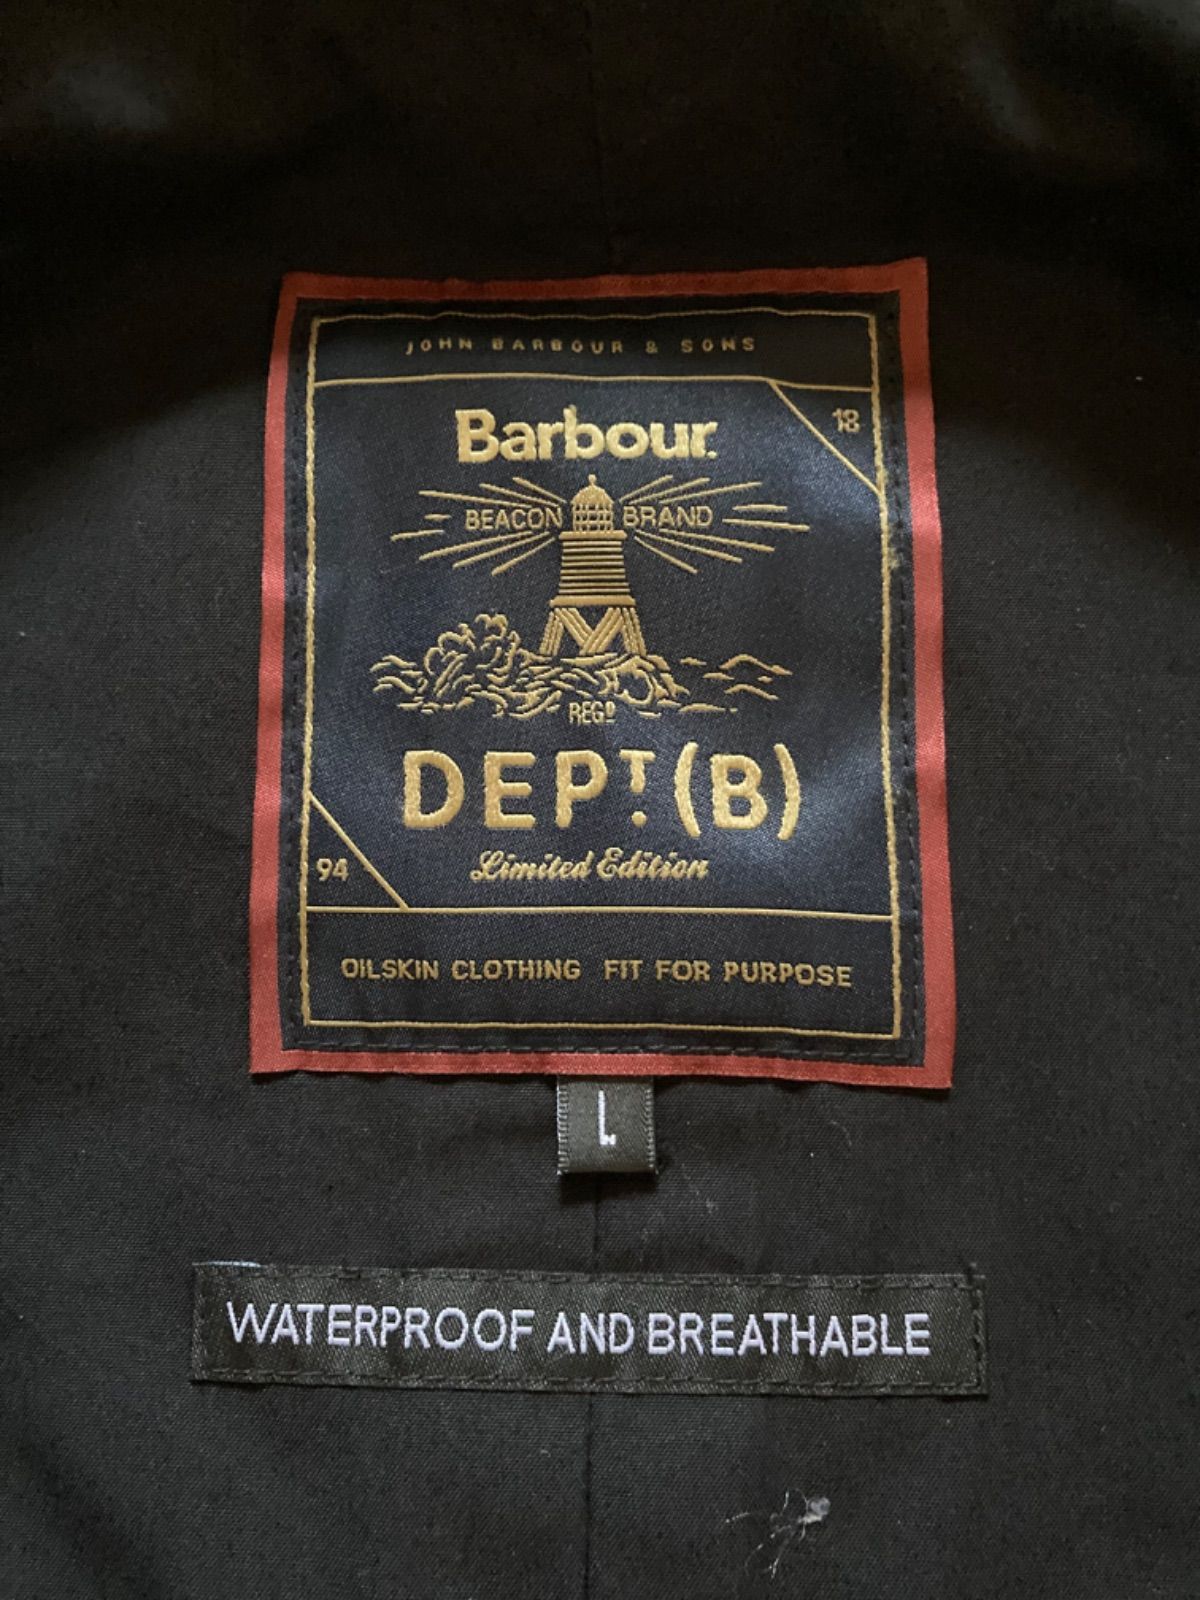 JOHN BARBOUR & SONS
18
Barbour.
BEACON BRAND
REGD
DEPT. (B)
Limited Edition
94
OILSKIN CLOTHING FIT FOR PURPOSE
L
WATERPROOF AND BREATHABLE